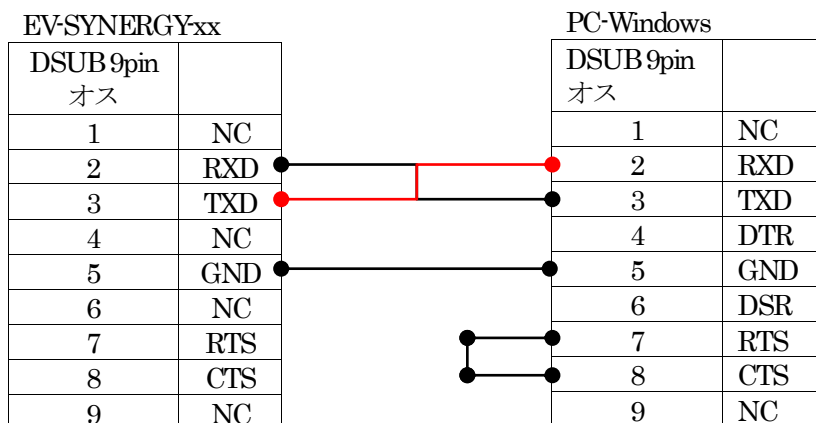 EV-SYNERGY-xx
DSUB 9pin
オス
1 NC
2 RXD
3 TXD
4 NC
5 GND
6 NC
7 RTS
8 CTS
9 NC
PC-Windows
DSUB 9pin
オス
1 NC
2 RXD
3 TXD
4 DTR
5 GND
6 DSR
7 RTS
8 CTS
9 NC